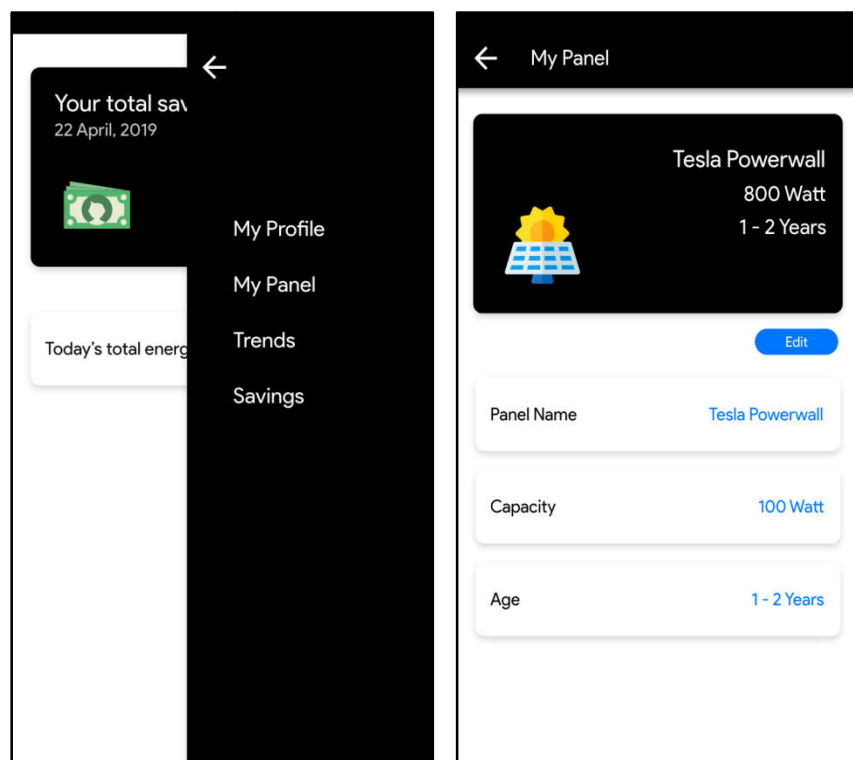 Your total sav
22 April, 2019
Today's total energ
My Profile
My Panel
Trends
Savings
My Panel
Tesla Powerwall
800 Watt
1 - 2 Years
Edit
Panel Name
Tesla Powerwall
Capacity
100 Watt
Age
1 - 2 Years